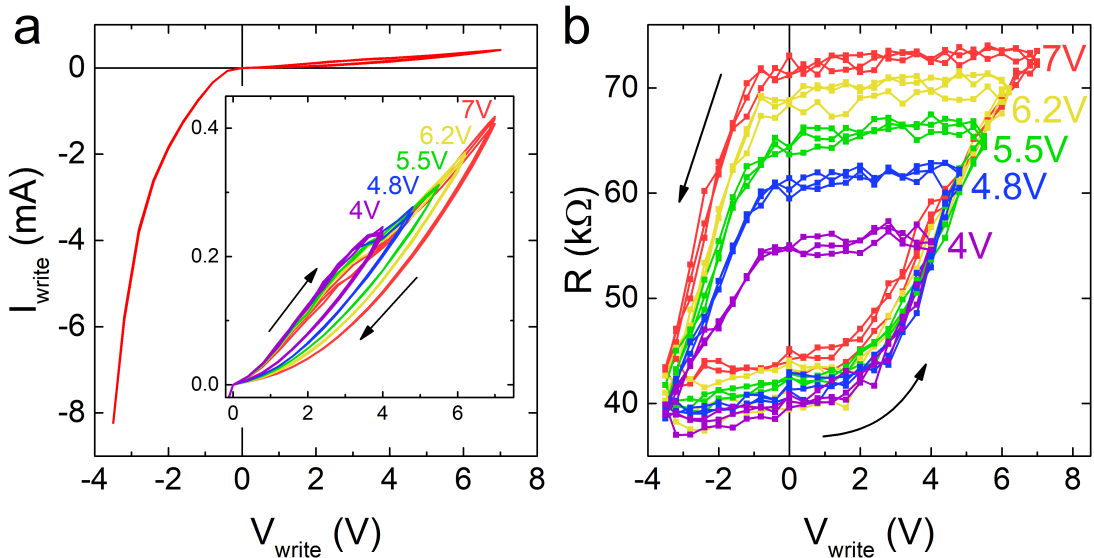 a
I_write (mA)
0
-2
-4
-6
-8
-4 -2 0 2 4 6 8
V_write (V)
0.4
0.2
0.0
0 2 4 6
7V
6.2V
5.5V
4.8V
4V
b
R (kΩ)
70
60
50
40
-4 -2 0 2 4 6 8
V_write (V)
7V
6.2V
5.5V
4.8V
4V